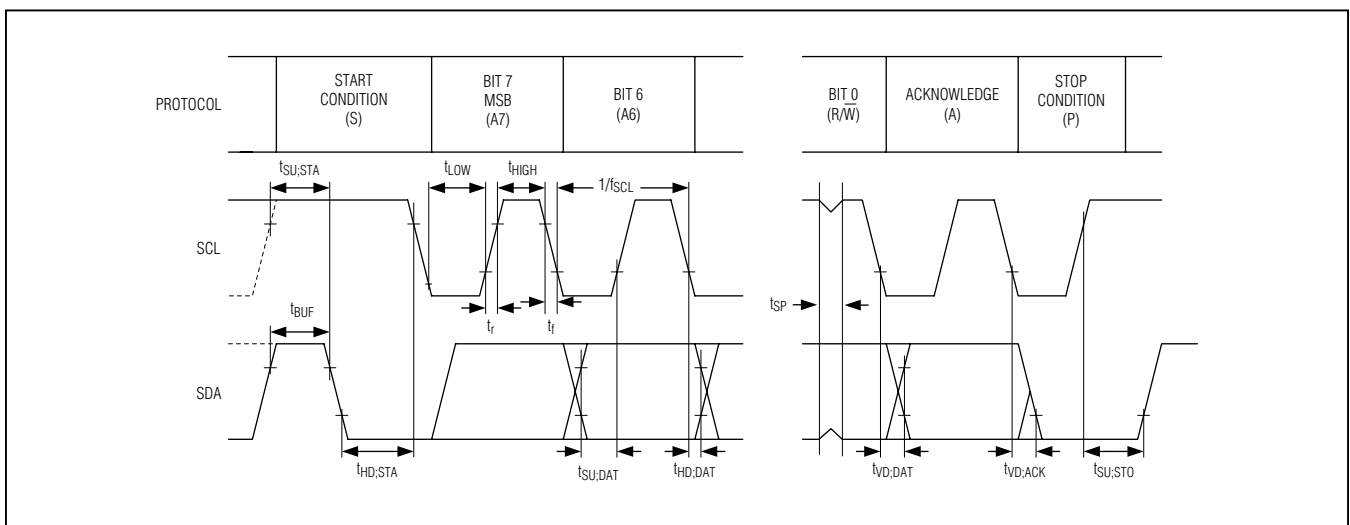 PROTOCOL
START
CONDITION
(S)
BIT 7
MSB
(A7)
BIT 6
(A6)
BIT 0
(R/W̅)
ACKNOWLEDGE
(A)
STOP
CONDITION
(P)
tSU;STA
tLOW
tHIGH
1/fSCL
SCL
tBUF
tr
tf
tSP
SDA
tHD;STA
tSU;DAT
tHD;DAT
tVD;DAT
tVD;ACK
tSU;STO